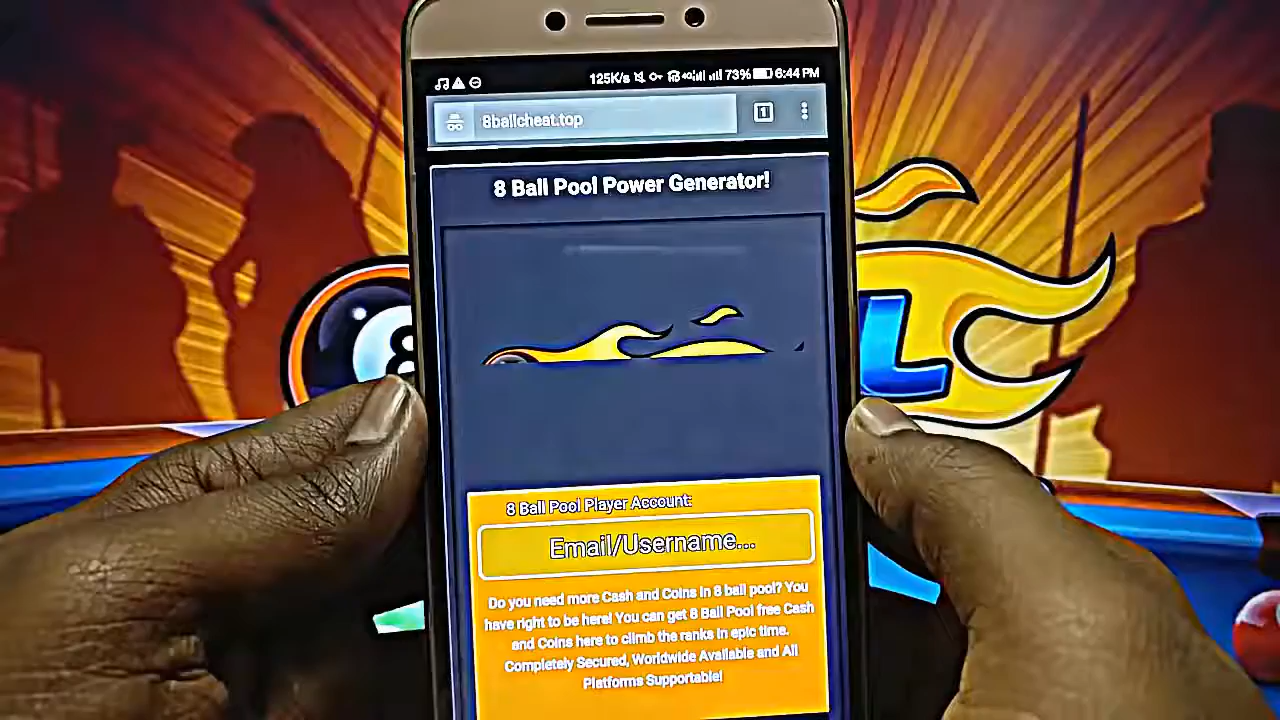 125K/s 4G 73% 6:44 PM
8ballcheat.top
1
8 Ball Pool Power Generator!
8
L
8 Ball Pool Player Account:
Email/Username...
Do you need more Cash and Coins in 8 ball pool? You
have right to be here! You can get 8 Ball Pool free Cash
and Coins here to climb the ranks in epic time.
Completely Secured, Worldwide Available and All
Platforms Supportable!